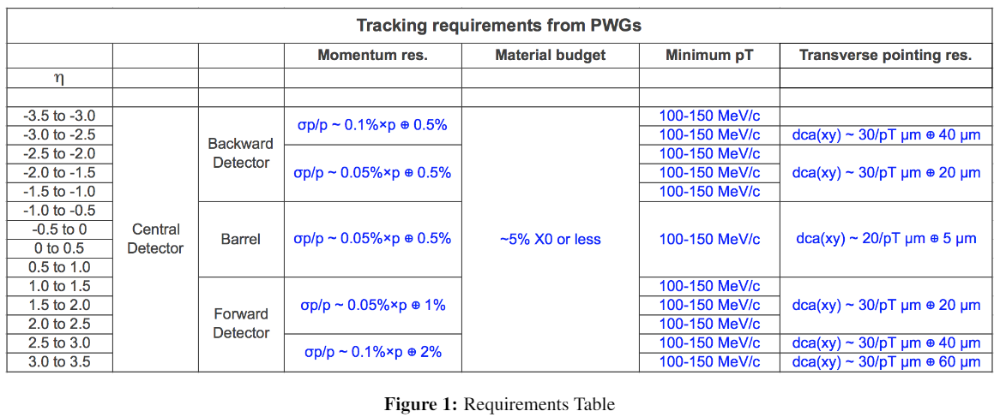 Tracking requirements from PWGs
Momentum res. Material budget Minimum pT Transverse pointing res.
η
-3.5 to -3.0 100-150 MeV/c
σp/p ~ 0.1%×p ⊕ 0.5%
-3.0 to -2.5 100-150 MeV/c dca(xy) ~ 30/pT μm ⊕ 40 μm
Backward
Detector
-2.5 to -2.0 100-150 MeV/c
-2.0 to -1.5 σp/p ~ 0.05%×p ⊕ 0.5% 100-150 MeV/c dca(xy) ~ 30/pT μm ⊕ 20 μm
-1.5 to -1.0 100-150 MeV/c
-1.0 to -0.5
-0.5 to 0
Central
Detector
Barrel σp/p ~ 0.05%×p ⊕ 0.5% ~5% X0 or less 100-150 MeV/c dca(xy) ~ 20/pT μm ⊕ 5 μm
0 to 0.5
0.5 to 1.0
1.0 to 1.5 100-150 MeV/c
1.5 to 2.0 σp/p ~ 0.05%×p ⊕ 1% 100-150 MeV/c dca(xy) ~ 30/pT μm ⊕ 20 μm
Forward
Detector
2.0 to 2.5 100-150 MeV/c
2.5 to 3.0 100-150 MeV/c dca(xy) ~ 30/pT μm ⊕ 40 μm
σp/p ~ 0.1%×p ⊕ 2%
3.0 to 3.5 100-150 MeV/c dca(xy) ~ 30/pT μm ⊕ 60 μm
Figure 1: Requirements Table